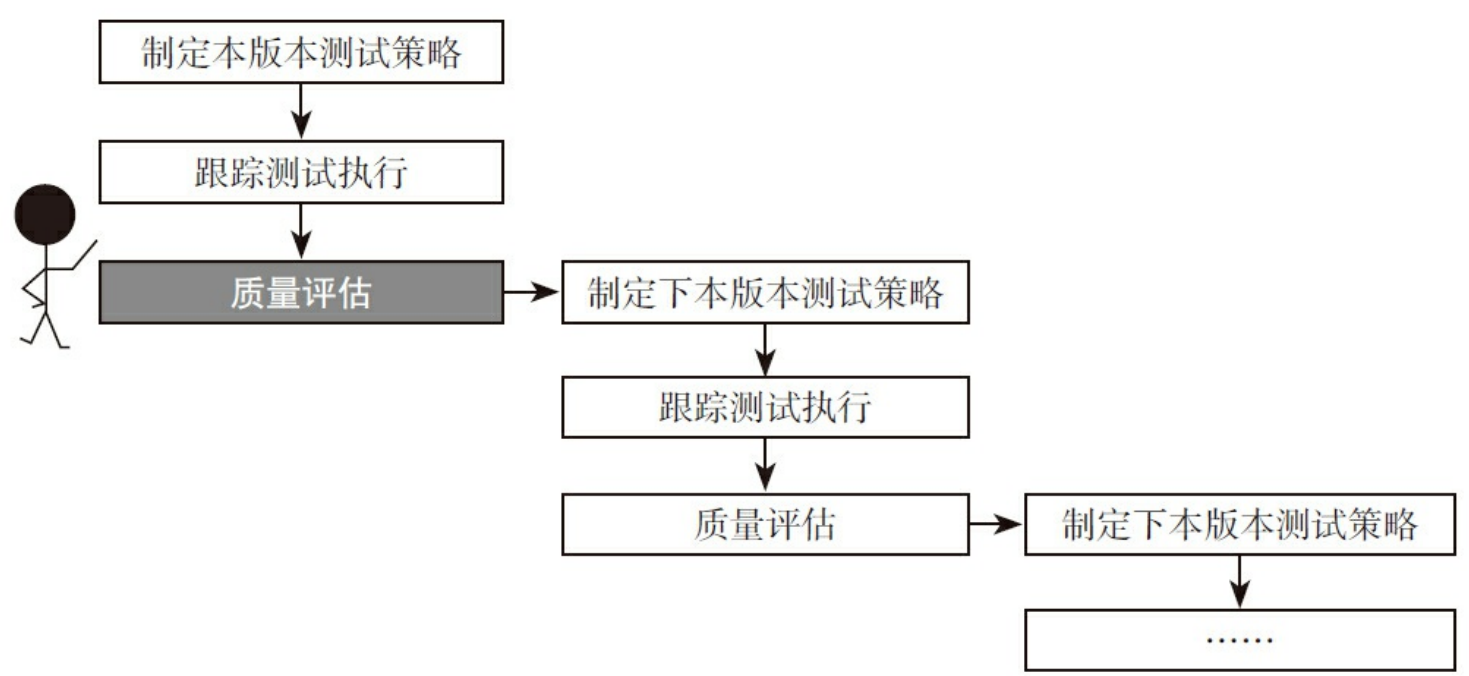 制定本版本测试策略
跟踪测试执行
质量评估
制定下本版本测试策略
跟踪测试执行
质量评估
制定下本版本测试策略
……